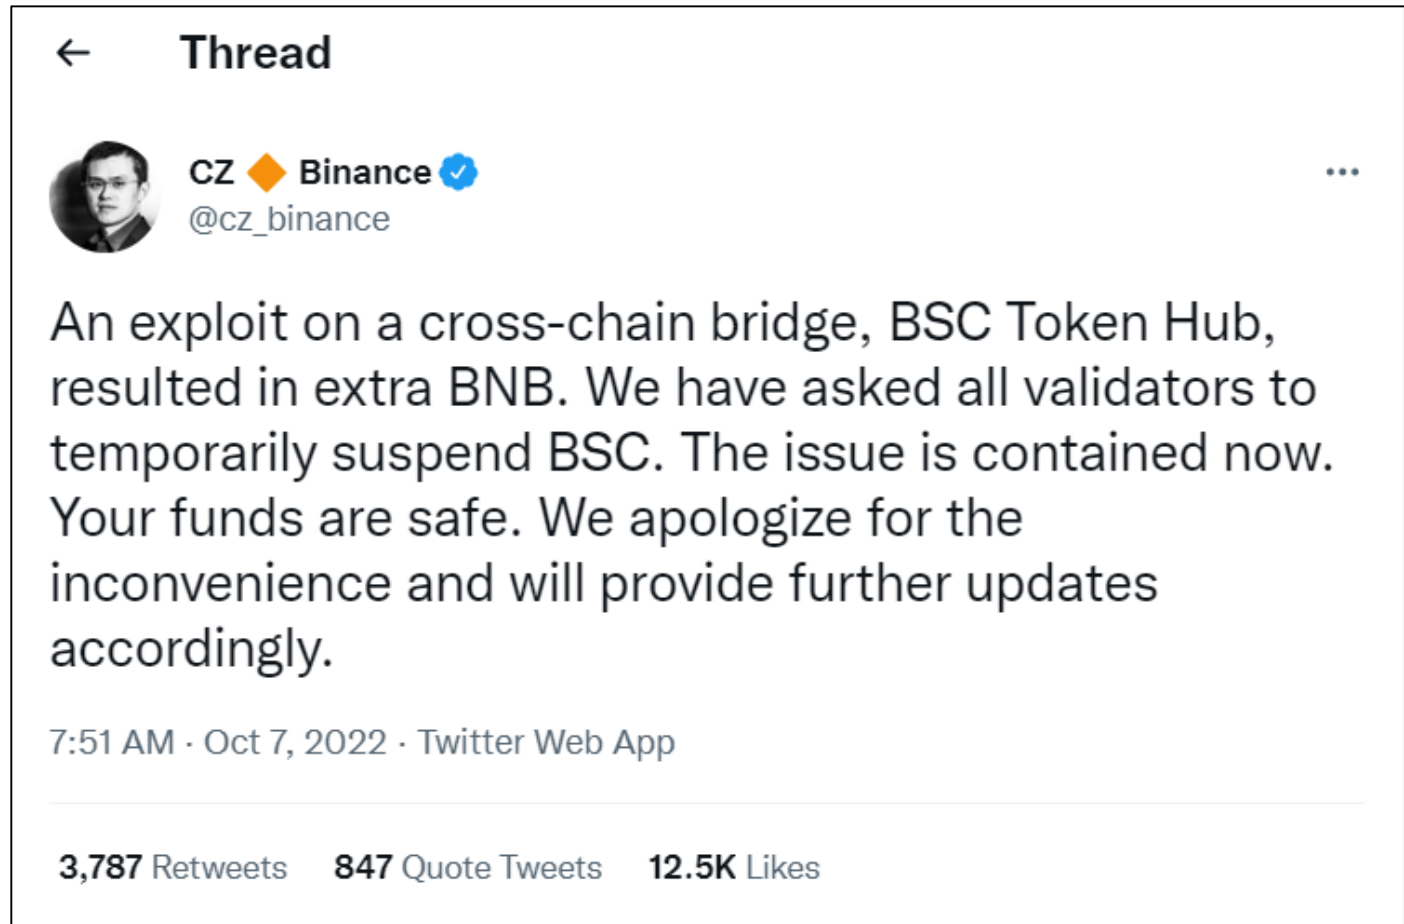 ← Thread
CZ 🔶 Binance
@cz_binance
An exploit on a cross-chain bridge, BSC Token Hub,
resulted in extra BNB. We have asked all validators to
temporarily suspend BSC. The issue is contained now.
Your funds are safe. We apologize for the
inconvenience and will provide further updates
accordingly.
7:51 AM · Oct 7, 2022 · Twitter Web App
3,787 Retweets 847 Quote Tweets 12.5K Likes